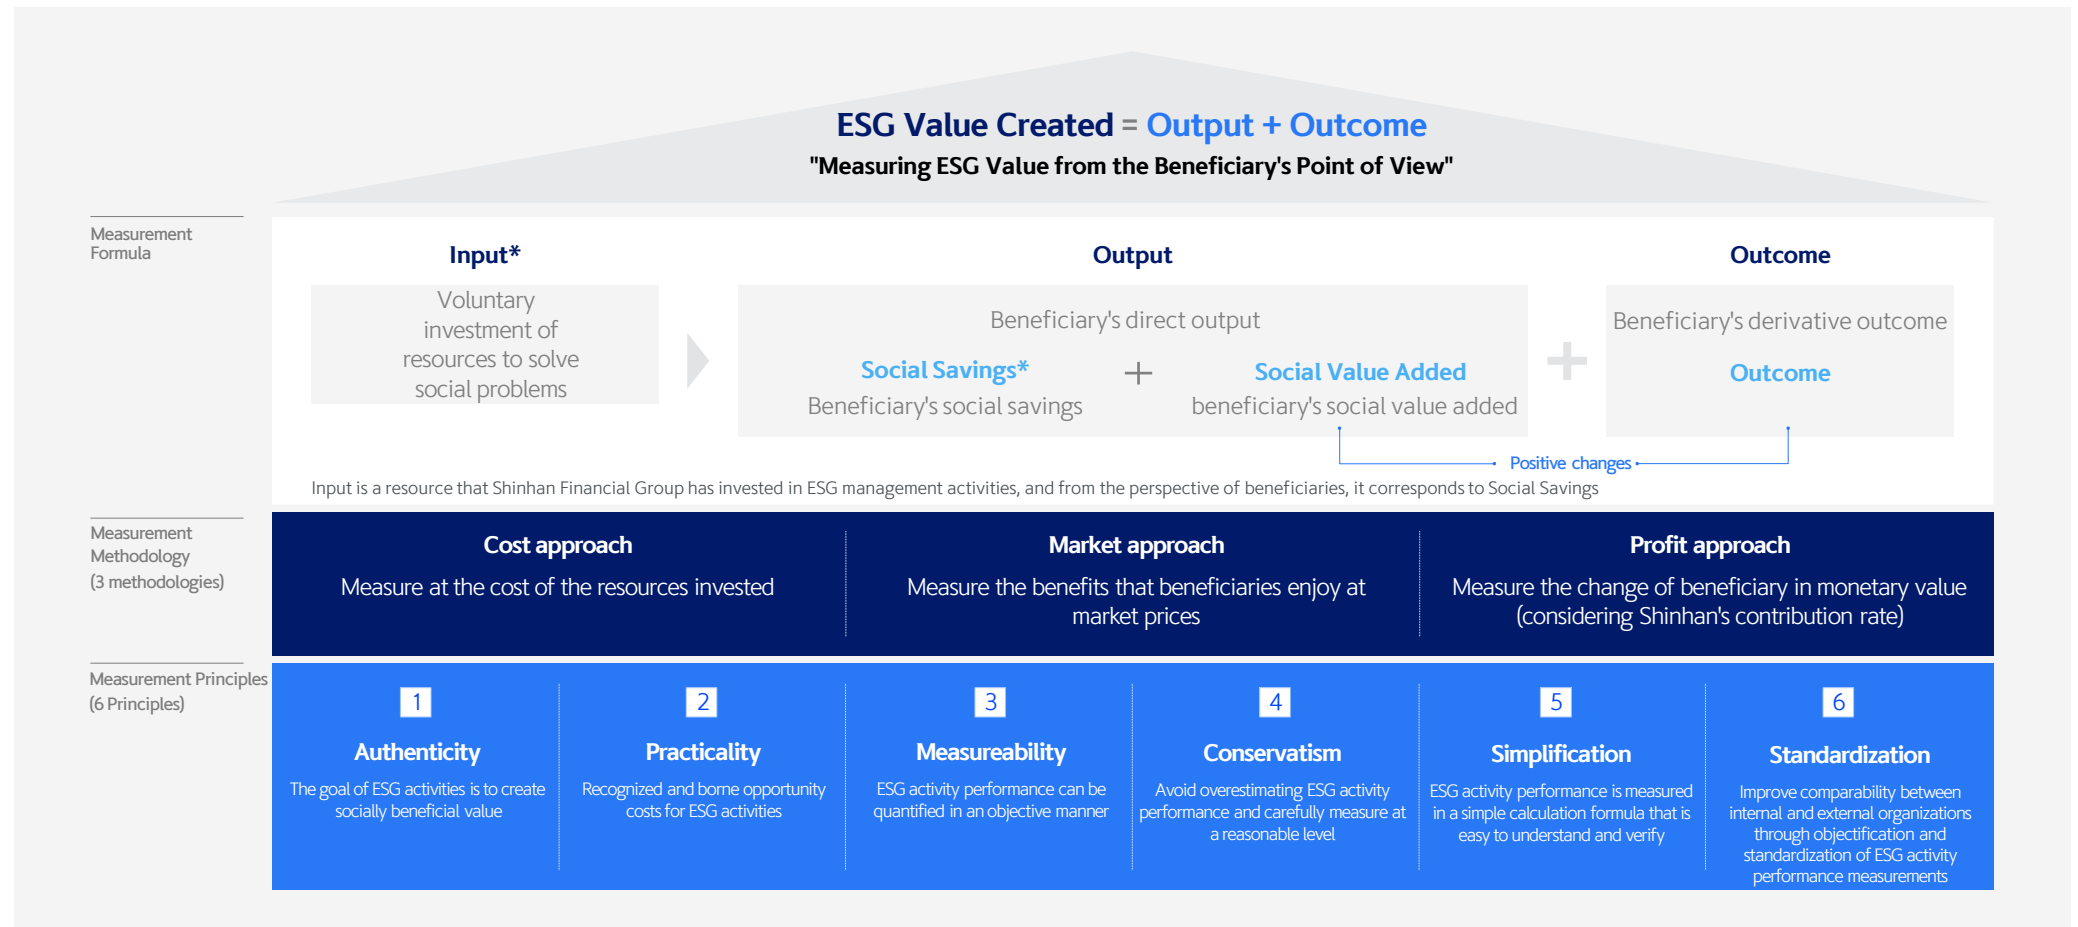 ESG Value Created = Output + Outcome
"Measuring ESG Value from the Beneficiary's Point of View"
Measurement
Formula
Input*
Voluntary
investment of
resources to solve
social problems
Output
Beneficiary's direct output
Social Savings*
Beneficiary's social savings
+
Social Value Added
beneficiary's social value added
+
Outcome
Beneficiary's derivative outcome
Outcome
Positive changes
Input is a resource that Shinhan Financial Group has invested in ESG management activities, and from the perspective of beneficiaries, it corresponds to Social Savings
Measurement
Methodology
(3 methodologies)
Cost approach
Measure at the cost of the resources invested
Market approach
Measure the benefits that beneficiaries enjoy at
market prices
Profit approach
Measure the change of beneficiary in monetary value
(considering Shinhan's contribution rate)
Measurement Principles
(6 Principles)
1
Authenticity
The goal of ESG activities is to create
socially beneficial value
2
Practicality
Recognized and borne opportunity
costs for ESG activities
3
Measureability
ESG activity performance can be
quantified in an objective manner
4
Conservatism
Avoid overestimating ESG activity
performance and carefully measure at
a reasonable level
5
Simplification
ESG activity performance is measured
in a simple calculation formula that is
easy to understand and verify
6
Standardization
Improve comparability between
internal and external organizations
through objectification and
standardization of ESG activity
performance measurements